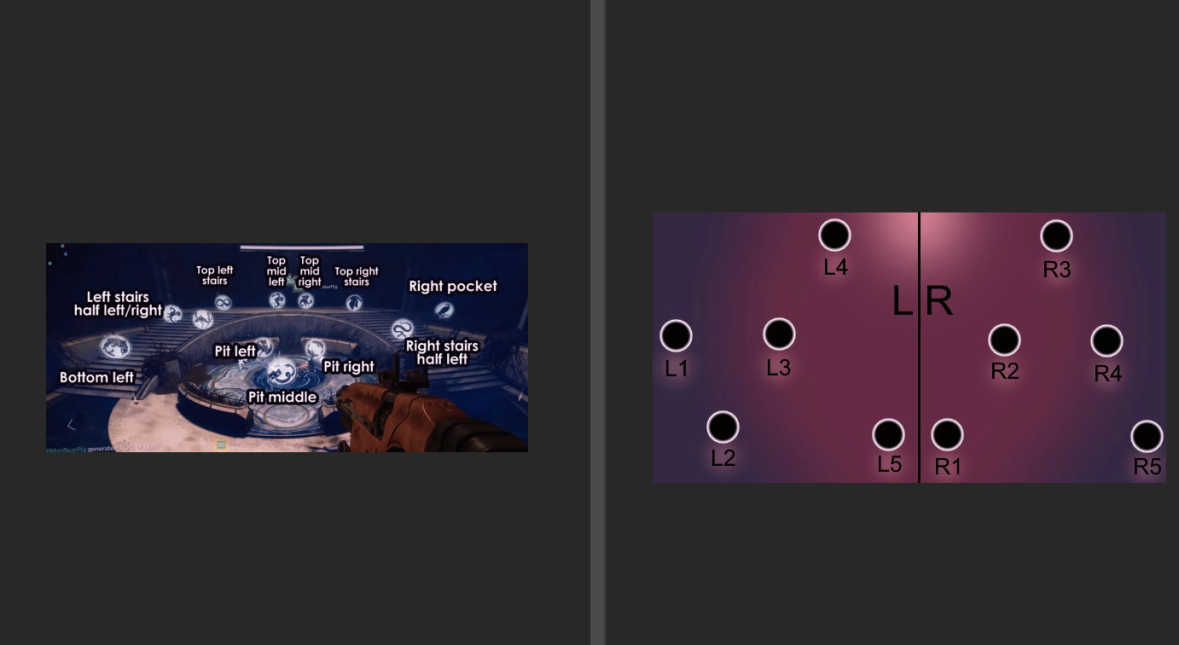 Top left
stairs
Top
mid
left
Top
mid
right
Top right
stairs
Right pocket
Left stairs
half left/right
Right stairs
half left
Pit left
Pit right
Bottom left
Pit middle
L4
R3
L R
L1
L3
R2
R4
L2
L5
R1
R5